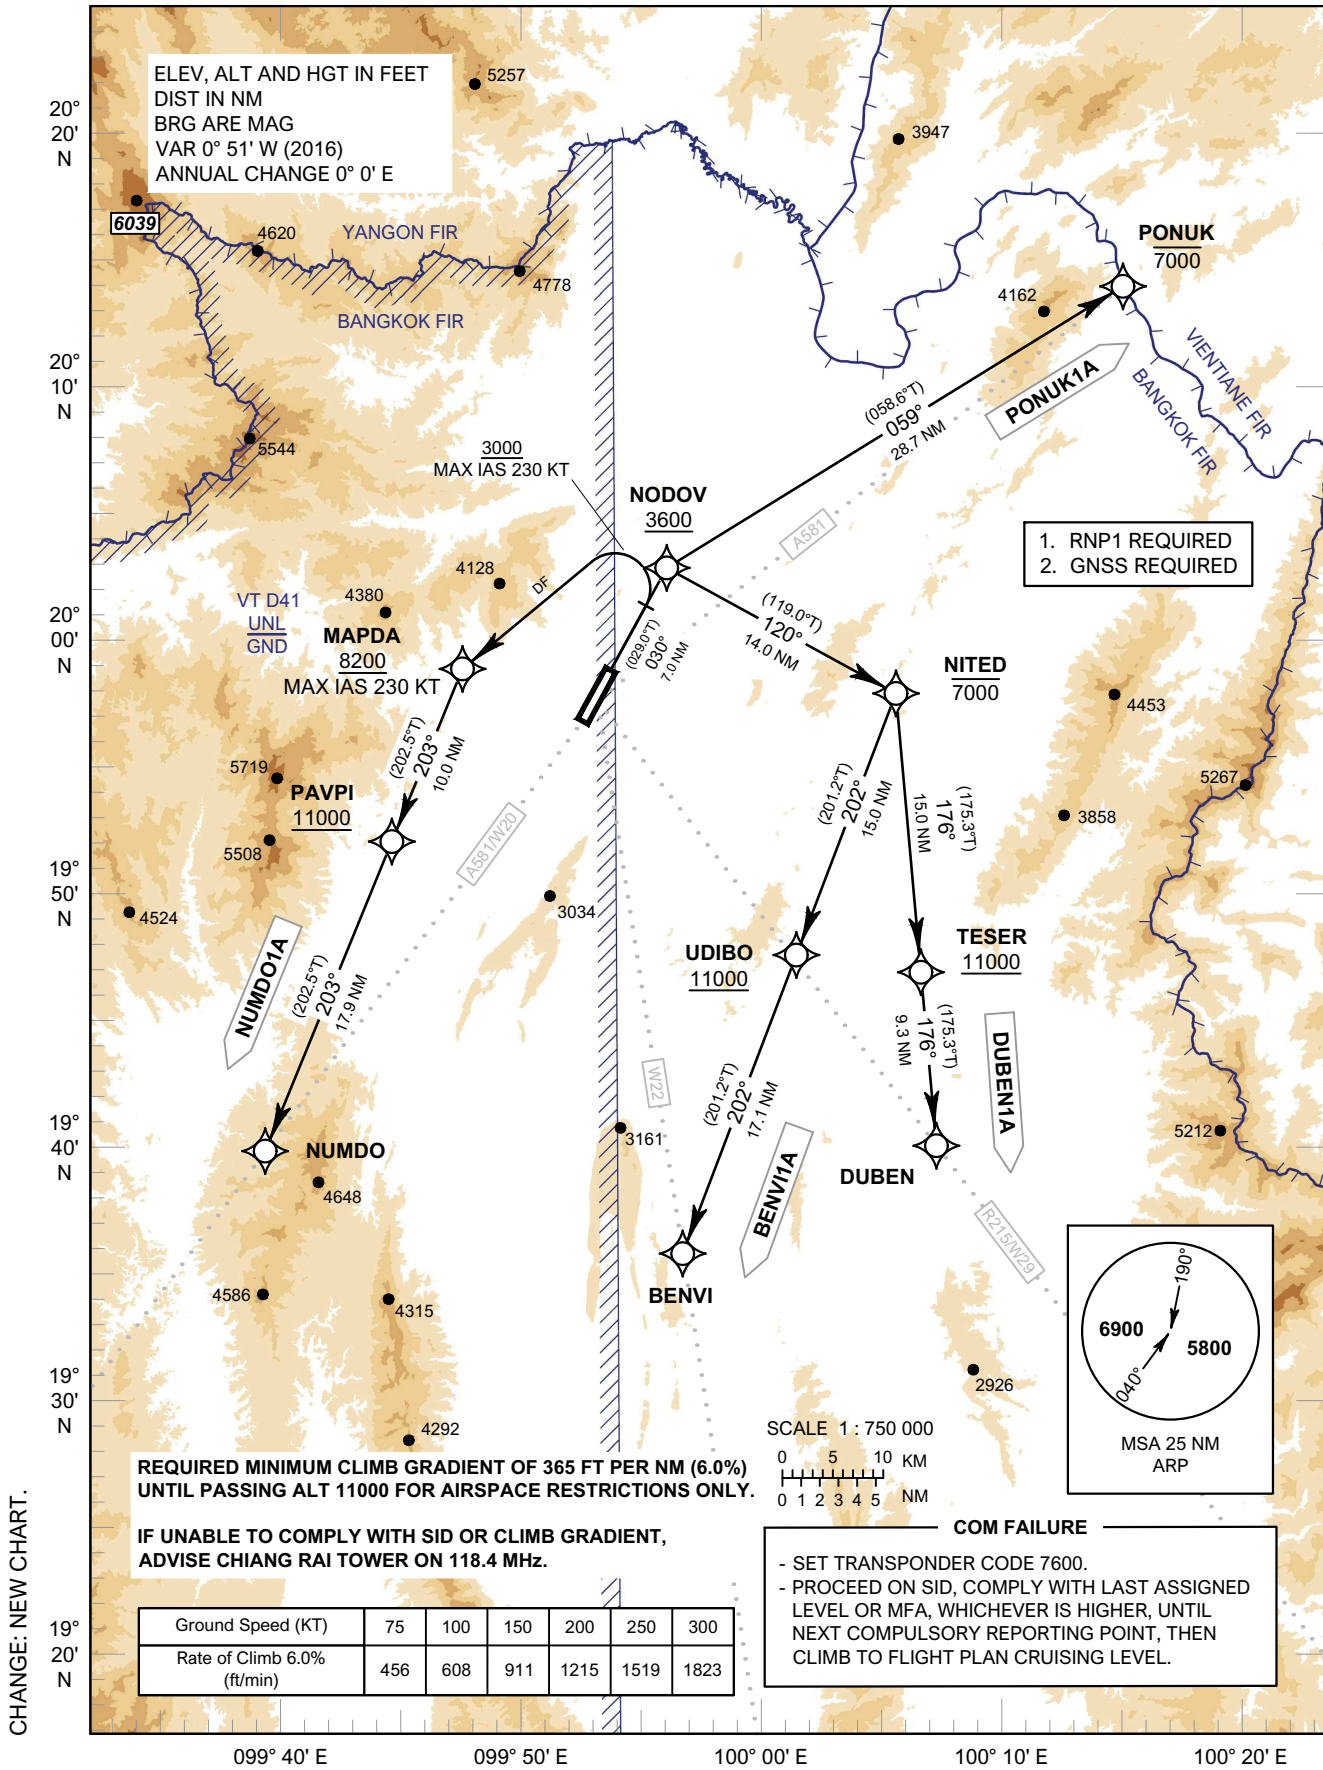 ELEV, ALT AND HGT IN FEET
DIST IN NM
BRG ARE MAG
VAR 0° 51' W (2016)
ANNUAL CHANGE 0° 0' E
5257
3947
20°
20'
N
6039
4620
YANGON FIR
4778
BANGKOK FIR
PONUK
7000
4162
VIENTIANE FIR
BANGKOK FIR
20°
10'
N
5544
(058.6°T)
059°
28.7 NM
PONUK1A
3000
MAX IAS 230 KT
NODOV
3600
A581
1. RNP1 REQUIRED
2. GNSS REQUIRED
4128
DF
4380
VT D41
UNL
GND
20°
00'
N
MAPDA
8200
MAX IAS 230 KT
(029.0°T)
030°
7.0 NM
(119.0°T)
120°
14.0 NM
NITED
7000
4453
(202.5°T)
203°
10.0 NM
5719
PAVPI
11000
5508
A581/W20
(201.2°T)
202°
15.0 NM
(175.3°T)
176°
15.0 NM
5267
3858
19°
50'
N
4524
3034
NUMDO1A
(202.5°T)
203°
17.9 NM
UDIBO
11000
TESER
11000
W22
(201.2°T)
202°
17.1 NM
(175.3°T)
176°
9.3 NM
DUBEN1A
19°
40'
N
NUMDO
4648
3161
BENVI1A
DUBEN
5212
R215/W29
BENVI
4586
4315
190°
6900
5800
040°
MSA 25 NM
ARP
19°
30'
N
2926
4292
SCALE 1 : 750 000
0 5 10 KM
0 1 2 3 4 5 NM
REQUIRED MINIMUM CLIMB GRADIENT OF 365 FT PER NM (6.0%)
UNTIL PASSING ALT 11000 FOR AIRSPACE RESTRICTIONS ONLY.
IF UNABLE TO COMPLY WITH SID OR CLIMB GRADIENT,
ADVISE CHIANG RAI TOWER ON 118.4 MHz.
COM FAILURE
- SET TRANSPONDER CODE 7600.
- PROCEED ON SID, COMPLY WITH LAST ASSIGNED
LEVEL OR MFA, WHICHEVER IS HIGHER, UNTIL
NEXT COMPULSORY REPORTING POINT, THEN
CLIMB TO FLIGHT PLAN CRUISING LEVEL.
Ground Speed (KT) 75 100 150 200 250 300
Rate of Climb 6.0%
(ft/min) 456 608 911 1215 1519 1823
19°
20'
N
CHANGE: NEW CHART.
099° 40' E 099° 50' E 100° 00' E 100° 10' E 100° 20' E